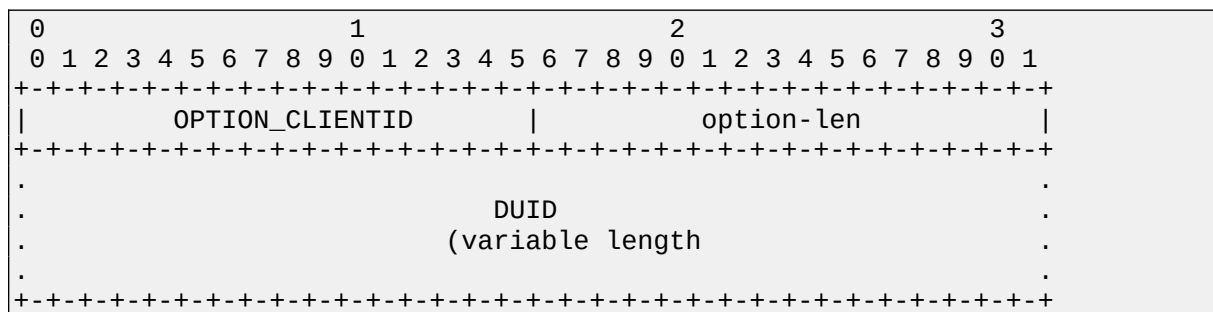 0                   1                   2                   3
 0 1 2 3 4 5 6 7 8 9 0 1 2 3 4 5 6 7 8 9 0 1 2 3 4 5 6 7 8 9 0 1
+-+-+-+-+-+-+-+-+-+-+-+-+-+-+-+-+-+-+-+-+-+-+-+-+-+-+-+-+-+-+-+-+
|         OPTION_CLIENTID       |          option-len           |
+-+-+-+-+-+-+-+-+-+-+-+-+-+-+-+-+-+-+-+-+-+-+-+-+-+-+-+-+-+-+-+-+
.                                                               .
.                             DUID                              .
.                          (variable length                     .
.                                                               .
+-+-+-+-+-+-+-+-+-+-+-+-+-+-+-+-+-+-+-+-+-+-+-+-+-+-+-+-+-+-+-+-+